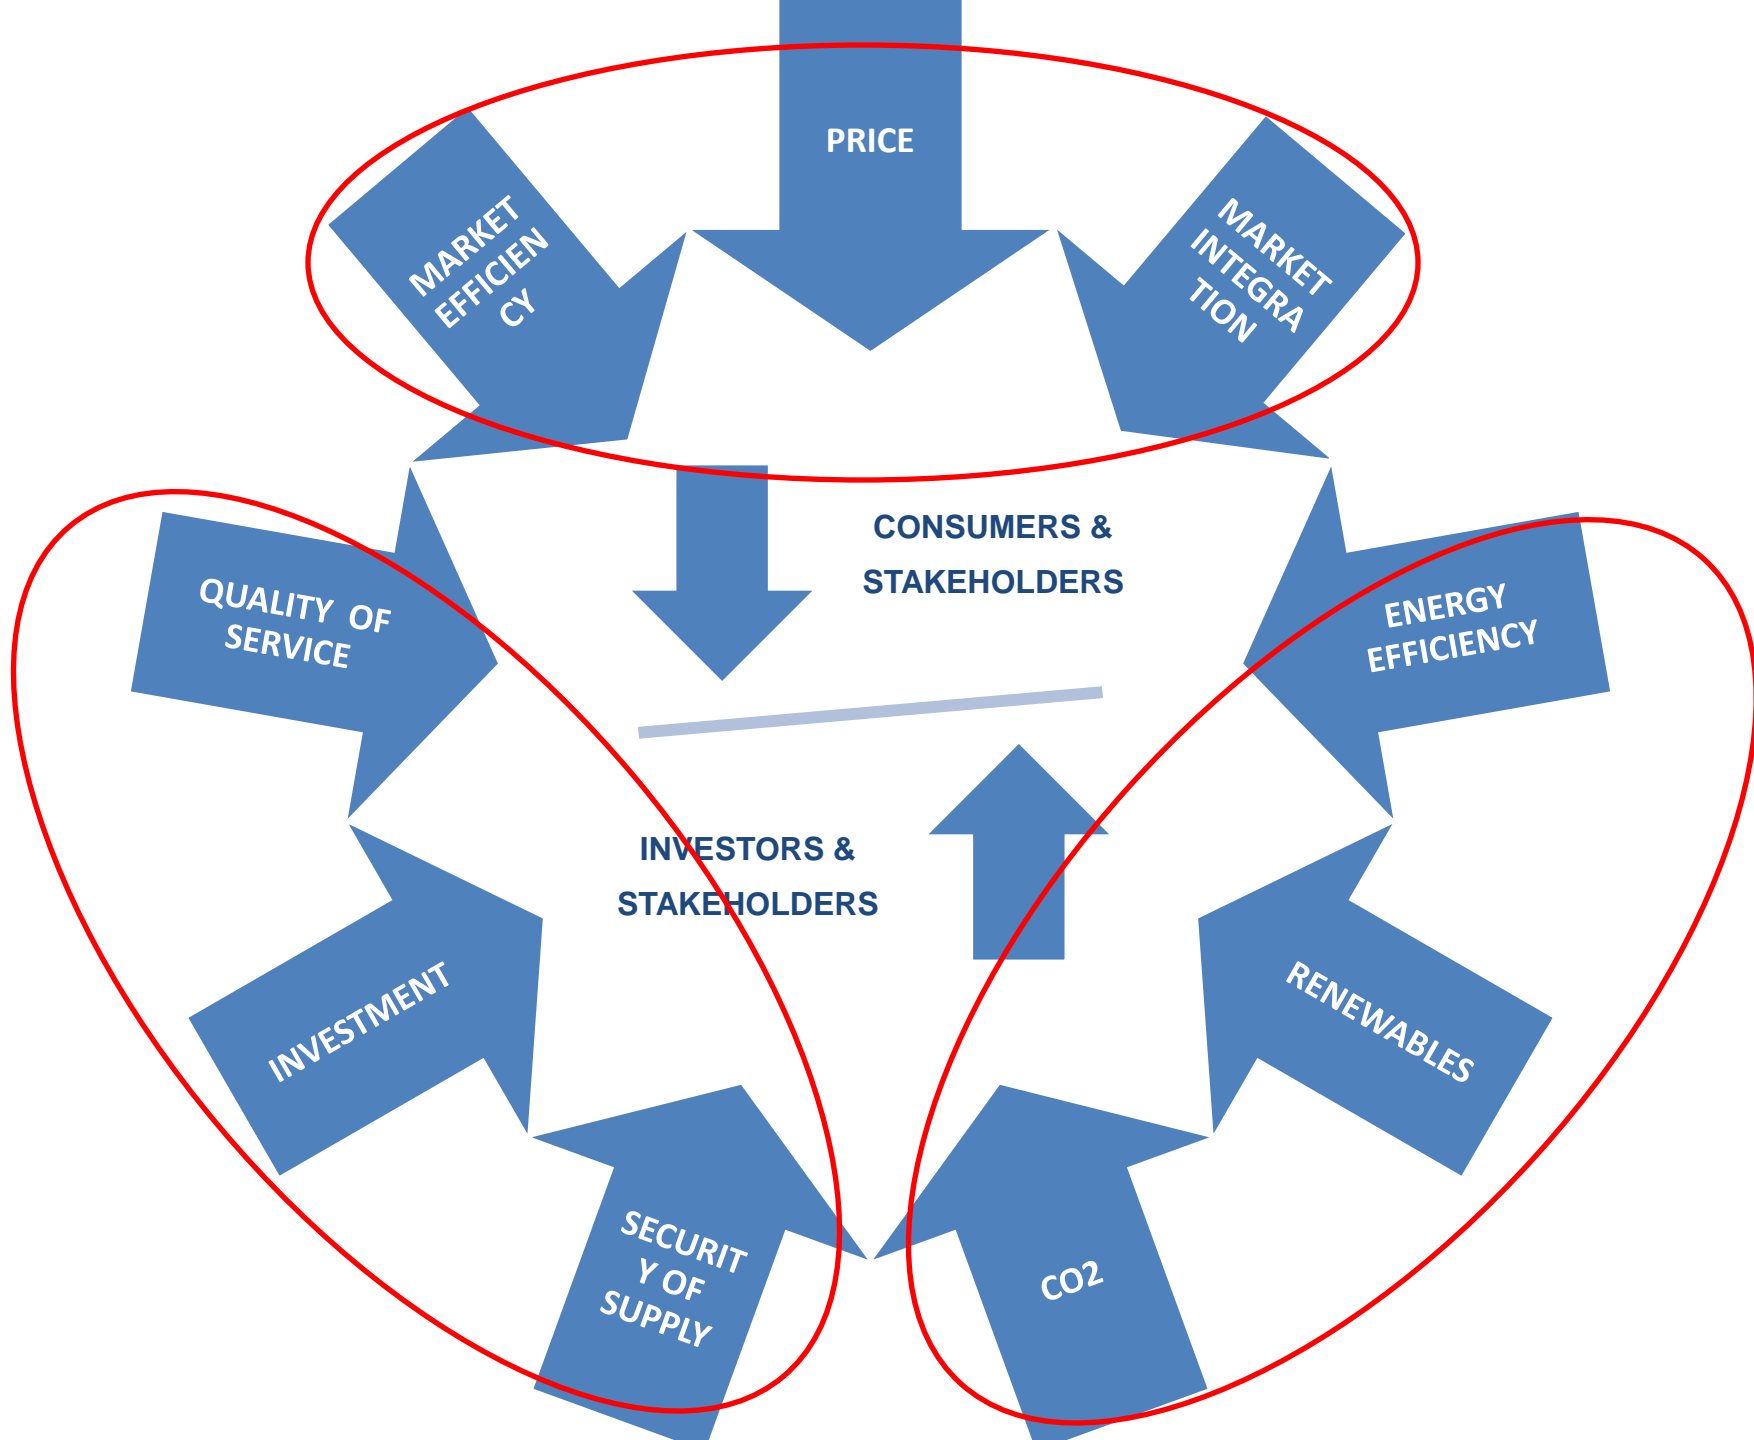 PRICE
MARKET
EFFICIEN
CY
MARKET
INTEGRA
TION
CONSUMERS &
STAKEHOLDERS
QUALITY OF
SERVICE
ENERGY
EFFICIENCY
INVESTORS &
STAKEHOLDERS
INVESTMENT
RENEWABLES
SECURIT
Y OF
SUPPLY
CO2